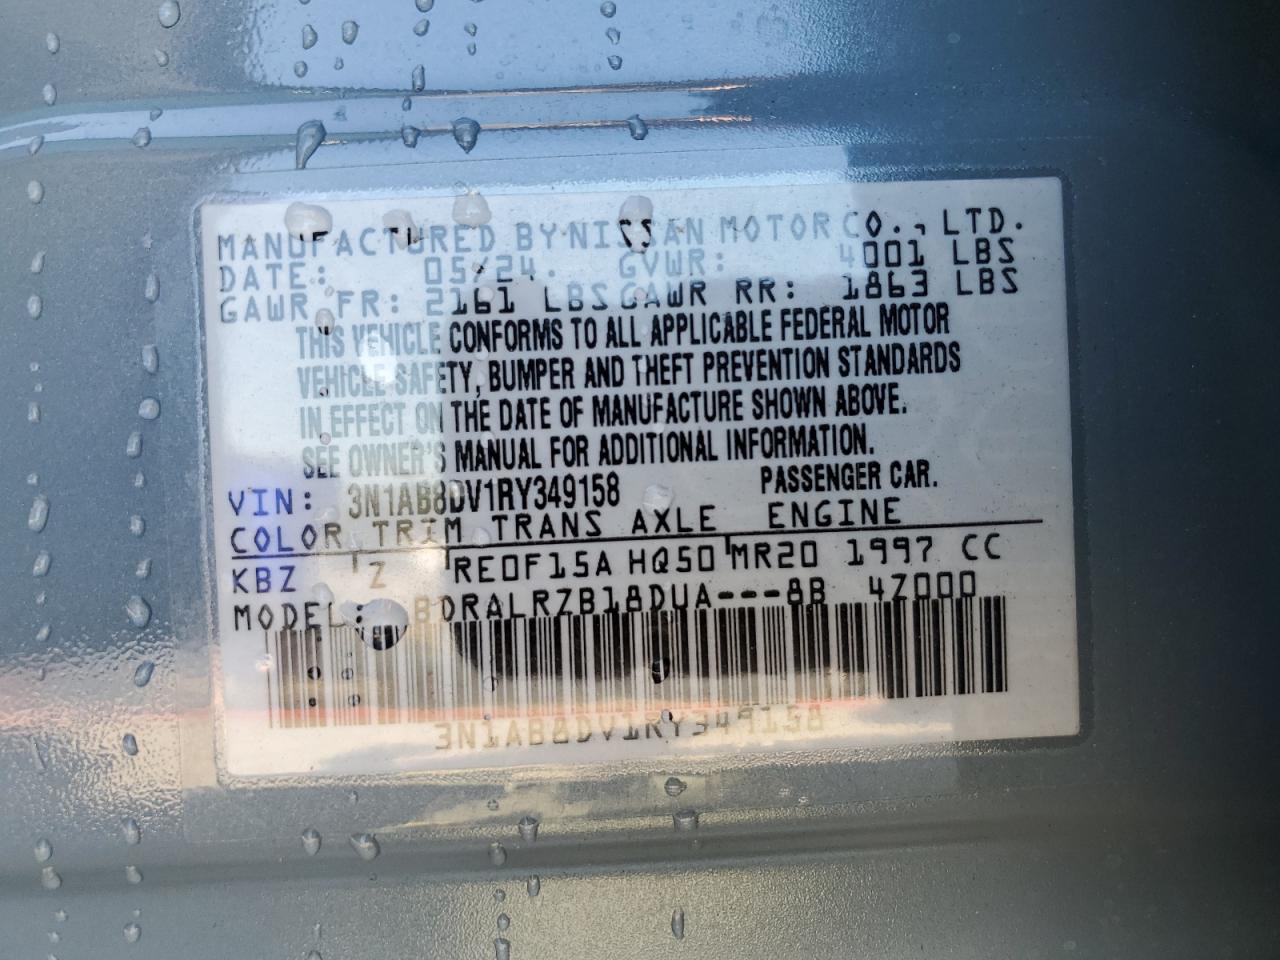 MANUFACTURED BY NISSAN MOTOR CO., LTD.
DATE: 05/24. GVWR: 4001 LBS
GAWR FR: 2161 LBS GAWR RR: 1863 LBS
THIS VEHICLE CONFORMS TO ALL APPLICABLE FEDERAL MOTOR
VEHICLE SAFETY, BUMPER AND THEFT PREVENTION STANDARDS
IN EFFECT ON THE DATE OF MANUFACTURE SHOWN ABOVE.
SEE OWNER'S MANUAL FOR ADDITIONAL INFORMATION.
VIN: 3N1AB8DV1RY349158 PASSENGER CAR.
COLOR TRIM TRANS AXLE ENGINE
KBZ Z RE0F15A HQ50 MR20 1997 CC
MODEL: BDRALRZB18DUA---8B 4Z000
3N1AB8DV1RY349158